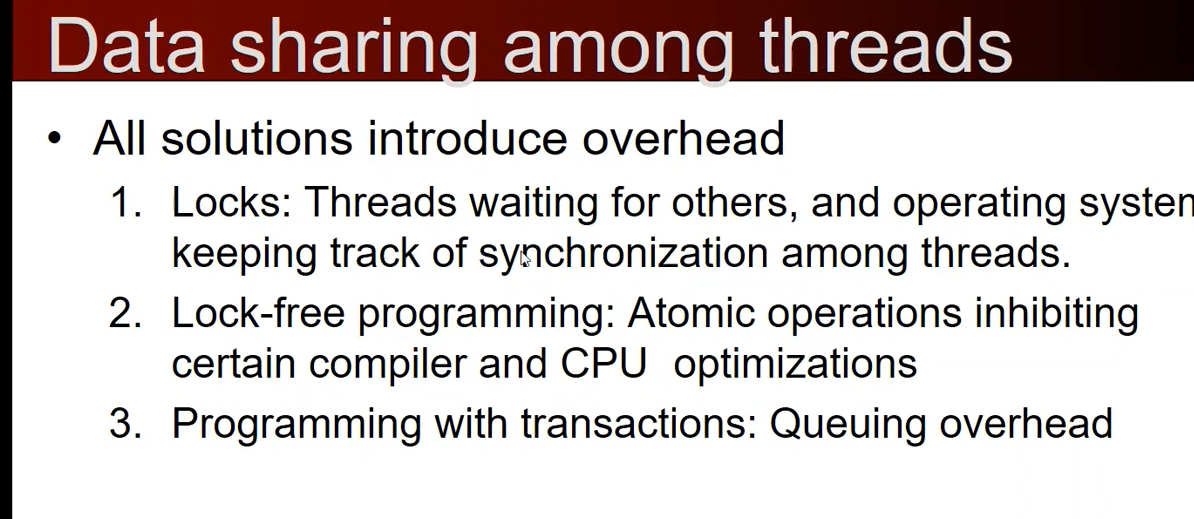 Data sharing among threads
• All solutions introduce overhead
1. Locks: Threads waiting for others, and operating system
keeping track of synchronization among threads.
2. Lock-free programming: Atomic operations inhibiting
certain compiler and CPU optimizations
3. Programming with transactions: Queuing overhead